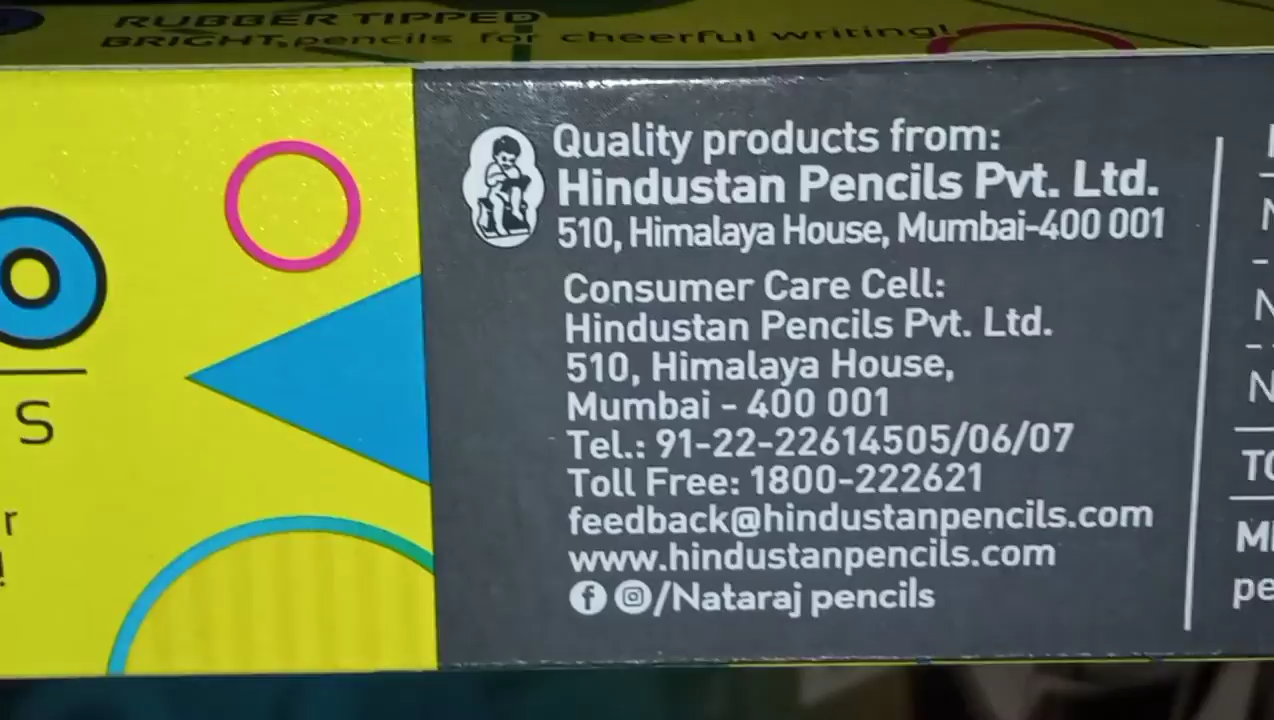 RUBBER TIPPED
BRIGHT, pencils for cheerful writing!
O
S
r
!
Quality products from:
Hindustan Pencils Pvt. Ltd.
510, Himalaya House, Mumbai-400 001
Consumer Care Cell:
Hindustan Pencils Pvt. Ltd.
510, Himalaya House,
Mumbai - 400 001
Tel.: 91-22-22614505/06/07
Toll Free: 1800-222621
feedback@hindustanpencils.com
www.hindustanpencils.com
/Nataraj pencils
N
N
N
TO
pe